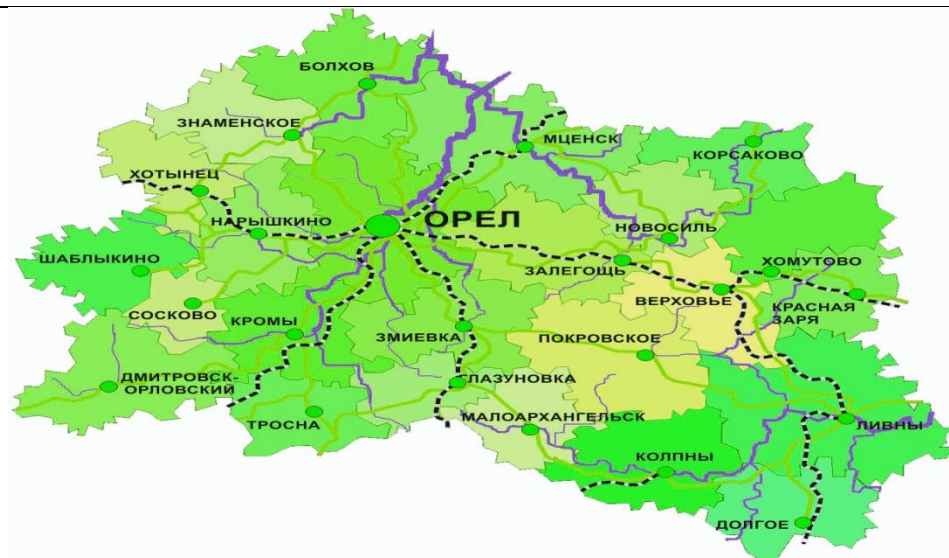 БОЛХОВ
ЗНАМЕНСКОЕ
МЦЕНСК
КОРСАКОВО
ХОТЫНЕЦ
НАРЫШКИНО
ОРЕЛ
НОВОСИЛЬ
ШАБЛЫКИНО
ЗАЛЕГОЩЬ
ХОМУТОВО
ВЕРХОВЬЕ
КРАСНАЯ
ЗАРЯ
СОСКОВО
КРОМЫ
ЗМИЕВКА
ПОКРОВСКОЕ
ДМИТРОВСК-
ОРЛОВСКИЙ
ЛАЗУНОВКА
ТРОСНА
МАЛОАРХАНГЕЛЬСК
ЛИВНЫ
КОЛПНЫ
ДОЛГОЕ